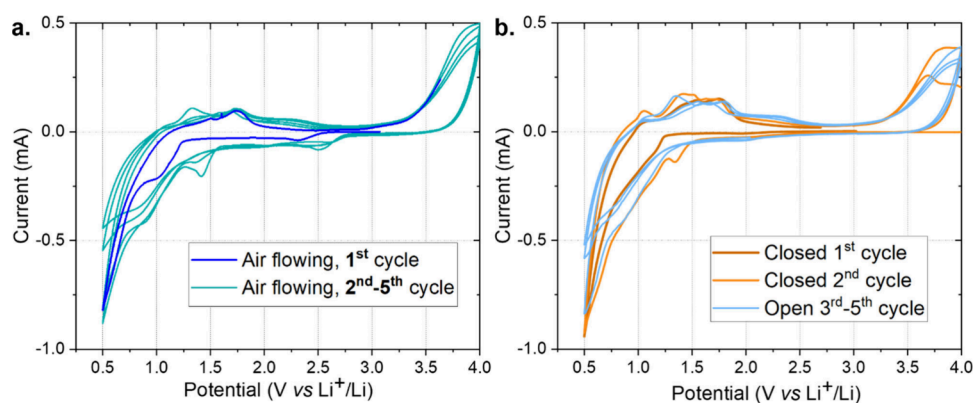 a.
0.5
0.0
-0.5
-1.0
Current (mA)
Air flowing, 1st cycle
Air flowing, 2nd-5th cycle
0.5 1.0 1.5 2.0 2.5 3.0 3.5 4.0
Potential (V vs Li+/Li)
b.
0.5
0.0
-0.5
-1.0
Current (mA)
Closed 1st cycle
Closed 2nd cycle
Open 3rd-5th cycle
0.5 1.0 1.5 2.0 2.5 3.0 3.5 4.0
Potential (V vs Li+/Li)